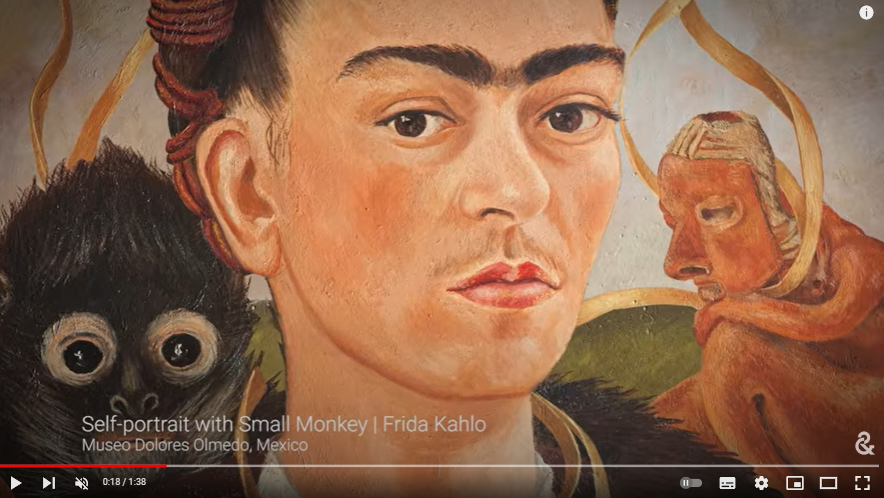 Self-portrait with Small Monkey | Frida Kahlo
Museo Dolores Olmedo, Mexico
0:18 / 1:38